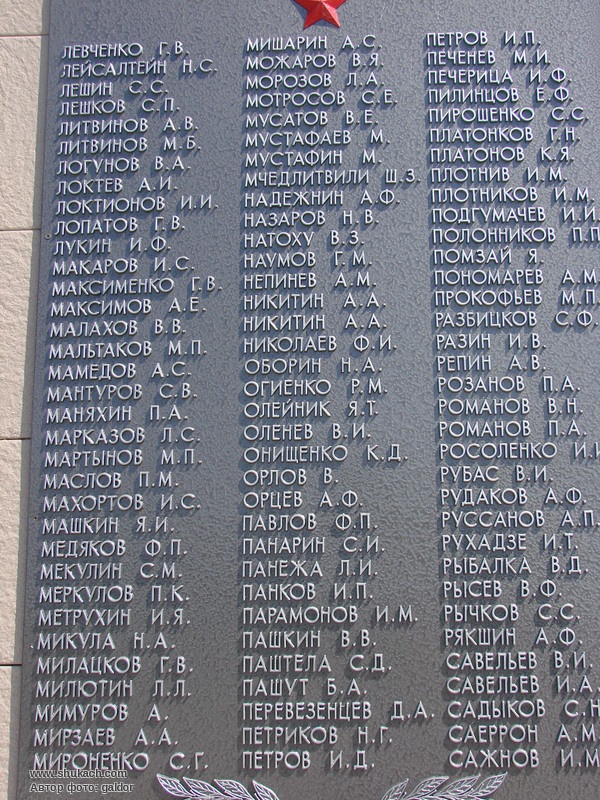 ЛЕВЧЕНКО Г.В.
ЛЕЙСАЛТЕЙН Н.С.
ЛЕШИН С.С.
ЛЕШКОВ С.П.
ЛИТВИНОВ А.В.
ЛИТВИНОВ М.Б.
ЛОГУНОВ В.А.
ЛОКТЕВ А.И.
ЛОКТИОНОВ И.И.
ЛОПАТОВ Г.В.
ЛУКИН И.Ф.
МАКАРОВ И.С.
МАКСИМЕНКО Г.В.
МАКСИМОВ А.Е.
МАЛАХОВ В.В.
МАЛЬТАКОВ М.П.
МАМЕДОВ А.С.
МАНТУРОВ С.В.
МАНЯХИН П.А.
МАРКАЗОВ Л.С.
МАРТЫНОВ М.П.
МАСЛОВ П.М.
МАХОРТОВ И.С.
МАШКИН Я.И.
МЕДЯКОВ Ф.П.
МЕКУЛИН С.М.
МЕРКУЛОВ П.К.
МЕТРУХИН И.Я.
МИКУЛА Н.А.
МИЛАЦКОВ Г.В.
МИЛЮТИН Л.Л.
МИМУРОВ А.
МИРЗАЕВ А.А.
МИРОНЕНКО С.Г.
МИШАРИН А.С.
МОЖАРОВ В.Я.
МОРОЗОВ Л.А.
МОТРОСОВ С.Е.
МУСАТОВ В.Е.
МУСТАФАЕВ М.
МУСТАФИН М.
МЧЕДЛИТВИЛИ Ш.З.
НАДЕЖНИН А.Ф.
НАЗАРОВ Н.В.
НАТОХУ В.З.
НАУМОВ Г.М.
НЕПИНЕВ А.М.
НИКИТИН А.А.
НИКИТИН А.А.
НИКОЛАЕВ Ф.И.
ОБОРИН Н.А.
ОГИЕНКО Р.М.
ОЛЕЙНИК Я.Т.
ОЛЕНЕВ В.И.
ОНИЩЕНКО К.Д.
ОРЛОВ В.
ОРЦЕВ А.Ф.
ПАВЛОВ Ф.П.
ПАНАРИН С.И.
ПАНЕЖА Л.И.
ПАНКОВ И.П.
ПАРАМОНОВ И.М.
ПАШКИН В.В.
ПАШТЕЛА С.Д.
ПАШУТ Б.А.
ПЕРЕВЕЗЕНЦЕВ Д.А.
ПЕТРИКОВ Н.Г.
ПЕТРОВ И.Д.
ПЕТРОВ И.П.
ПЕЧЕНЕВ М.И.
ПЕЧЕРИЦА И.Ф.
ПИЛИНЦОВ Е.Ф.
ПИРОШЕНКО С.С.
ПЛАТОНКОВ Г.Н.
ПЛАТОНОВ К.Я.
ПЛОТНИВ И.М.
ПЛОТНИКОВ И.М.
ПОДГУМАЧЕВ И.И.
ПОЛОННИКОВ П.П
ПОМЗАЙ Я.
ПОНОМАРЕВ А.М.
ПРОКОФЬЕВ М.П.
РАЗБИЦКОВ С.Ф.
РАЗИН И.В.
РЕПИН А.В.
РОЗАНОВ П.А.
РОМАНОВ В.Н.
РОМАНОВ П.А.
РОСОЛЕНКО И.И
РУБАС В.И.
РУДАКОВ А.Ф.
РУССАНОВ А.П.
РУХАДЗЕ И.Т.
РЫБАЛКА В.Д.
РЫСЕВ В.Ф.
РЫЧКОВ С.С.
РЯКШИН А.Ф.
САВЕЛЬЕВ В.И.
САВЕЛЬЕВ И.А.
САДЫКОВ С.Н
САЕРРОН А.М.
САЖНОВ И.М
www.shukach.com
Автор фото: galdor